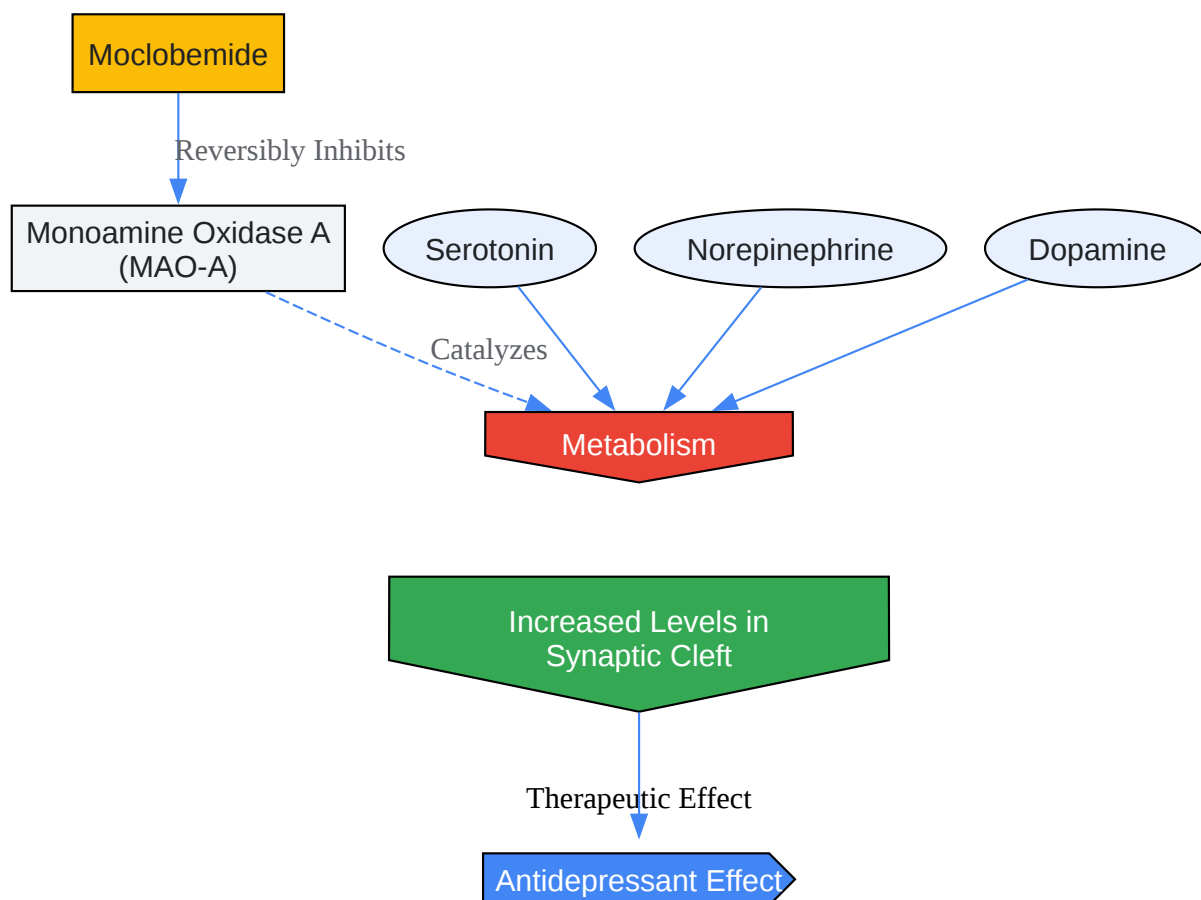 Moclobemide
Reversibly Inhibits
Monoamine Oxidase A
(MAO-A)
Serotonin
Norepinephrine
Dopamine
Catalyzes
Metabolism
Increased Levels in
Synaptic Cleft
Therapeutic Effect
Antidepressant Effect